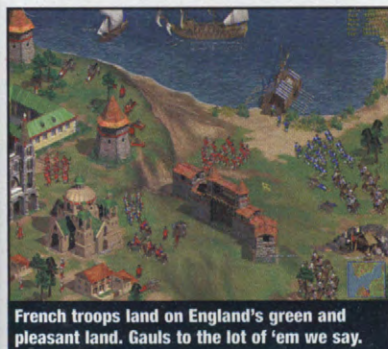 French troops land on England's green and
pleasant land. Gauls to the lot of 'em we say.